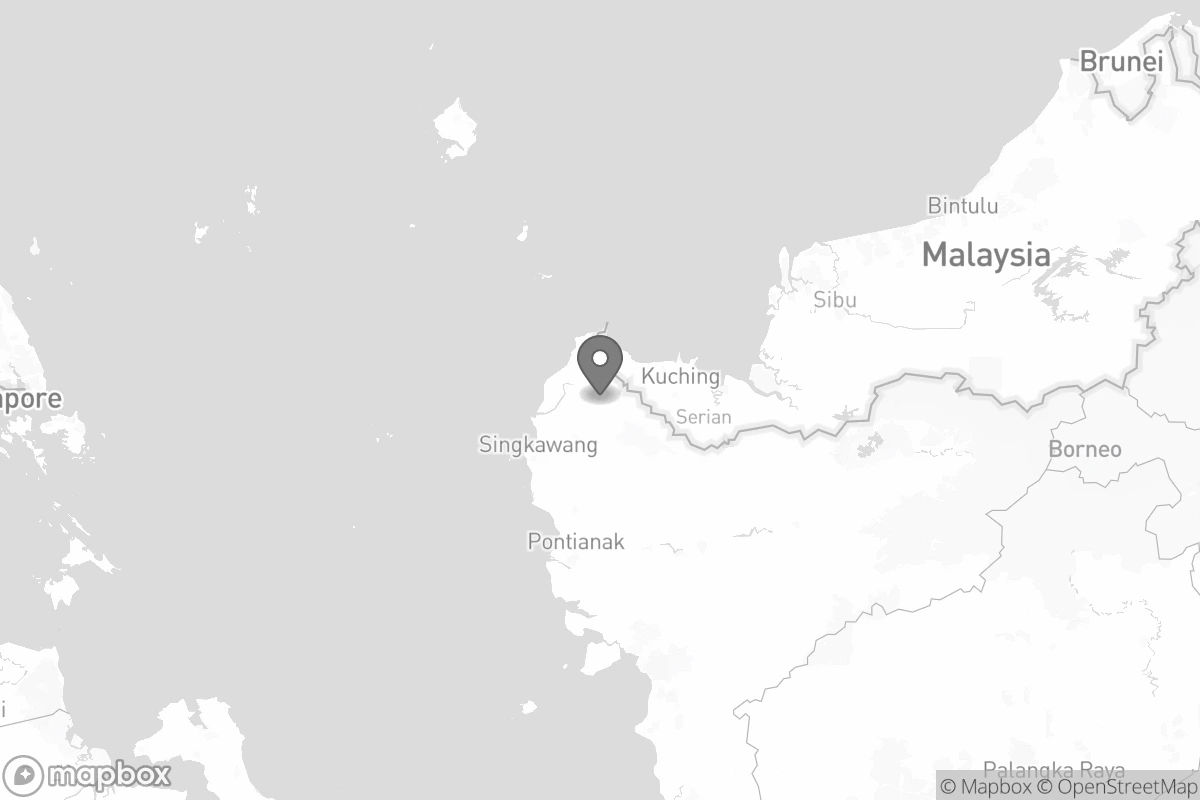 Brunei
Bintulu
Malaysia
Sibu
Kuching
apore
Serian
Singkawang
Borneo
Pontianak
i
Palangka Raya
mapbox
© Mapbox © OpenStreetMap